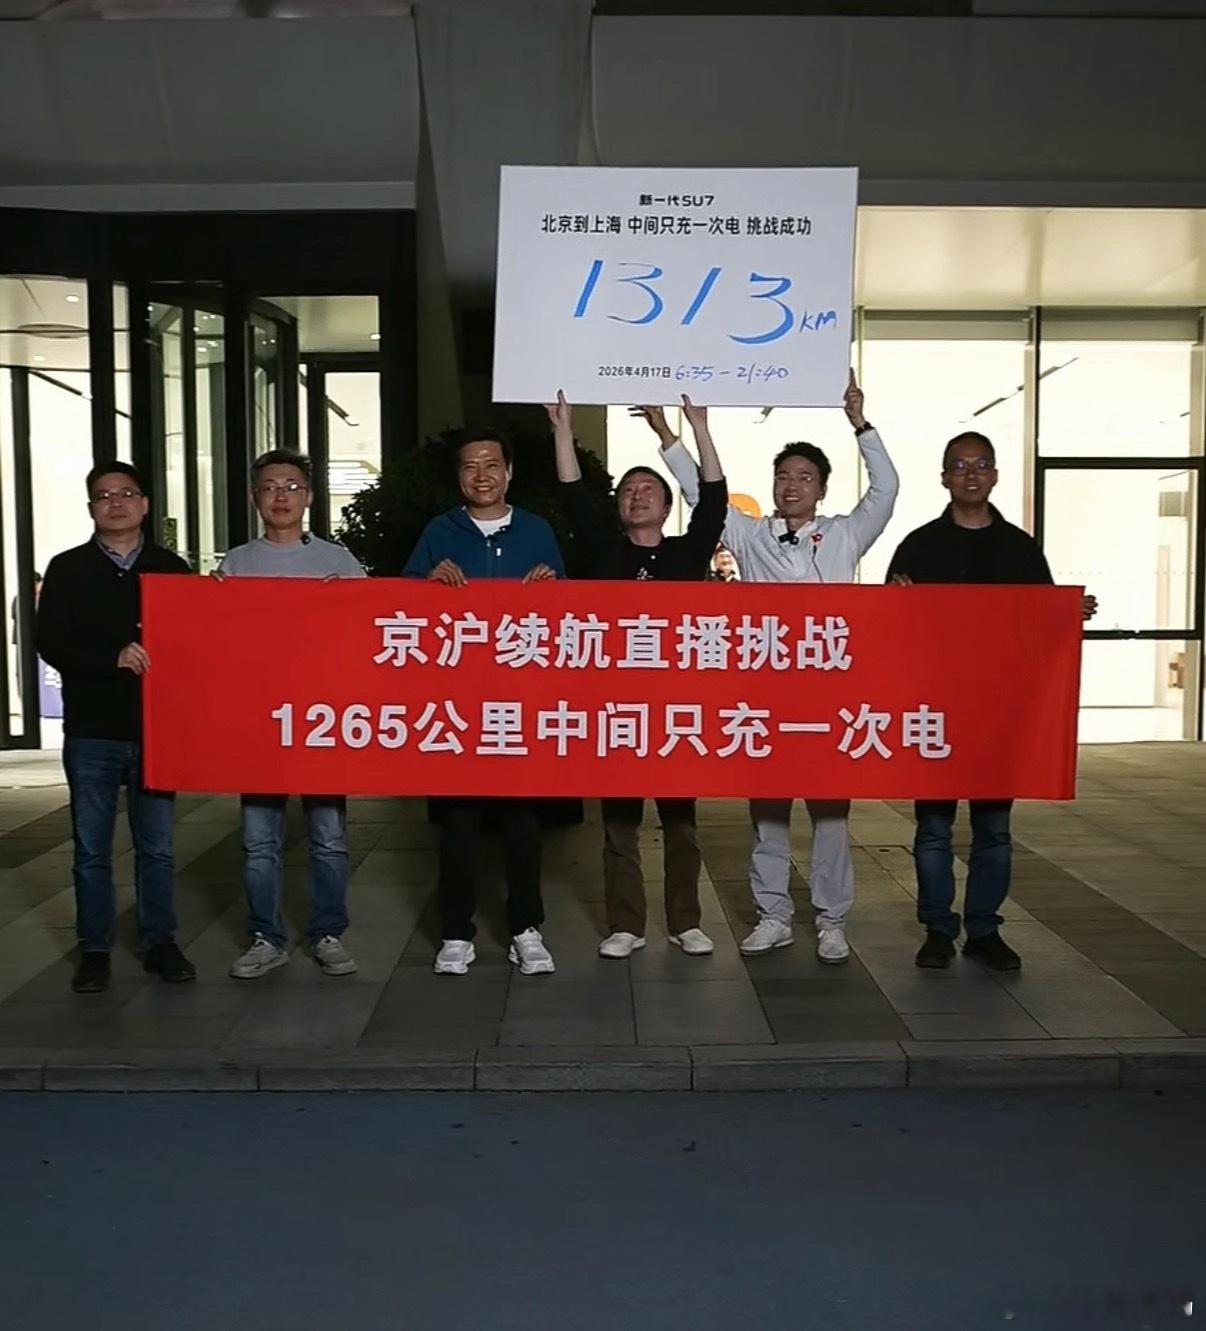 新一代SU7
北京到上海 中间只充一次电 挑战成功
1313KM
2026年4月17日 6:35-21:40
京沪续航直播挑战
1265公里中间只充一次电